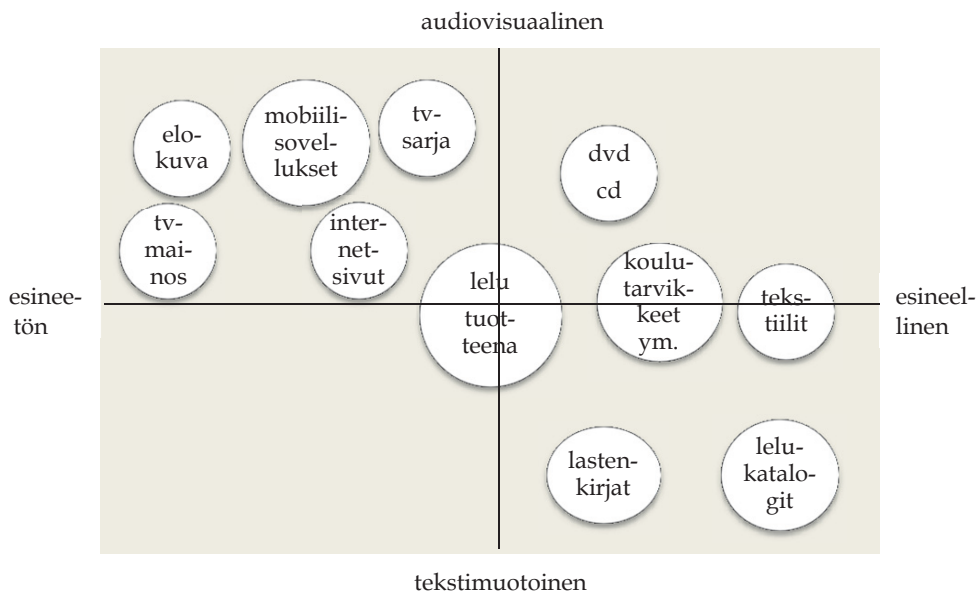 audiovisuaalinen
elo-
kuva
mobiili-
sovel-
lukset
tv-
sarja
dvd
cd
tv-
mai-
nos
inter-
net-
sivut
lelu
tuot-
teena
koulu-
tarvik-
keet
ym.
teks-
tiilit
esinee-
tön
esineel-
linen
lasten-
kirjat
lelu-
katalo-
git
tekstimuotoinen